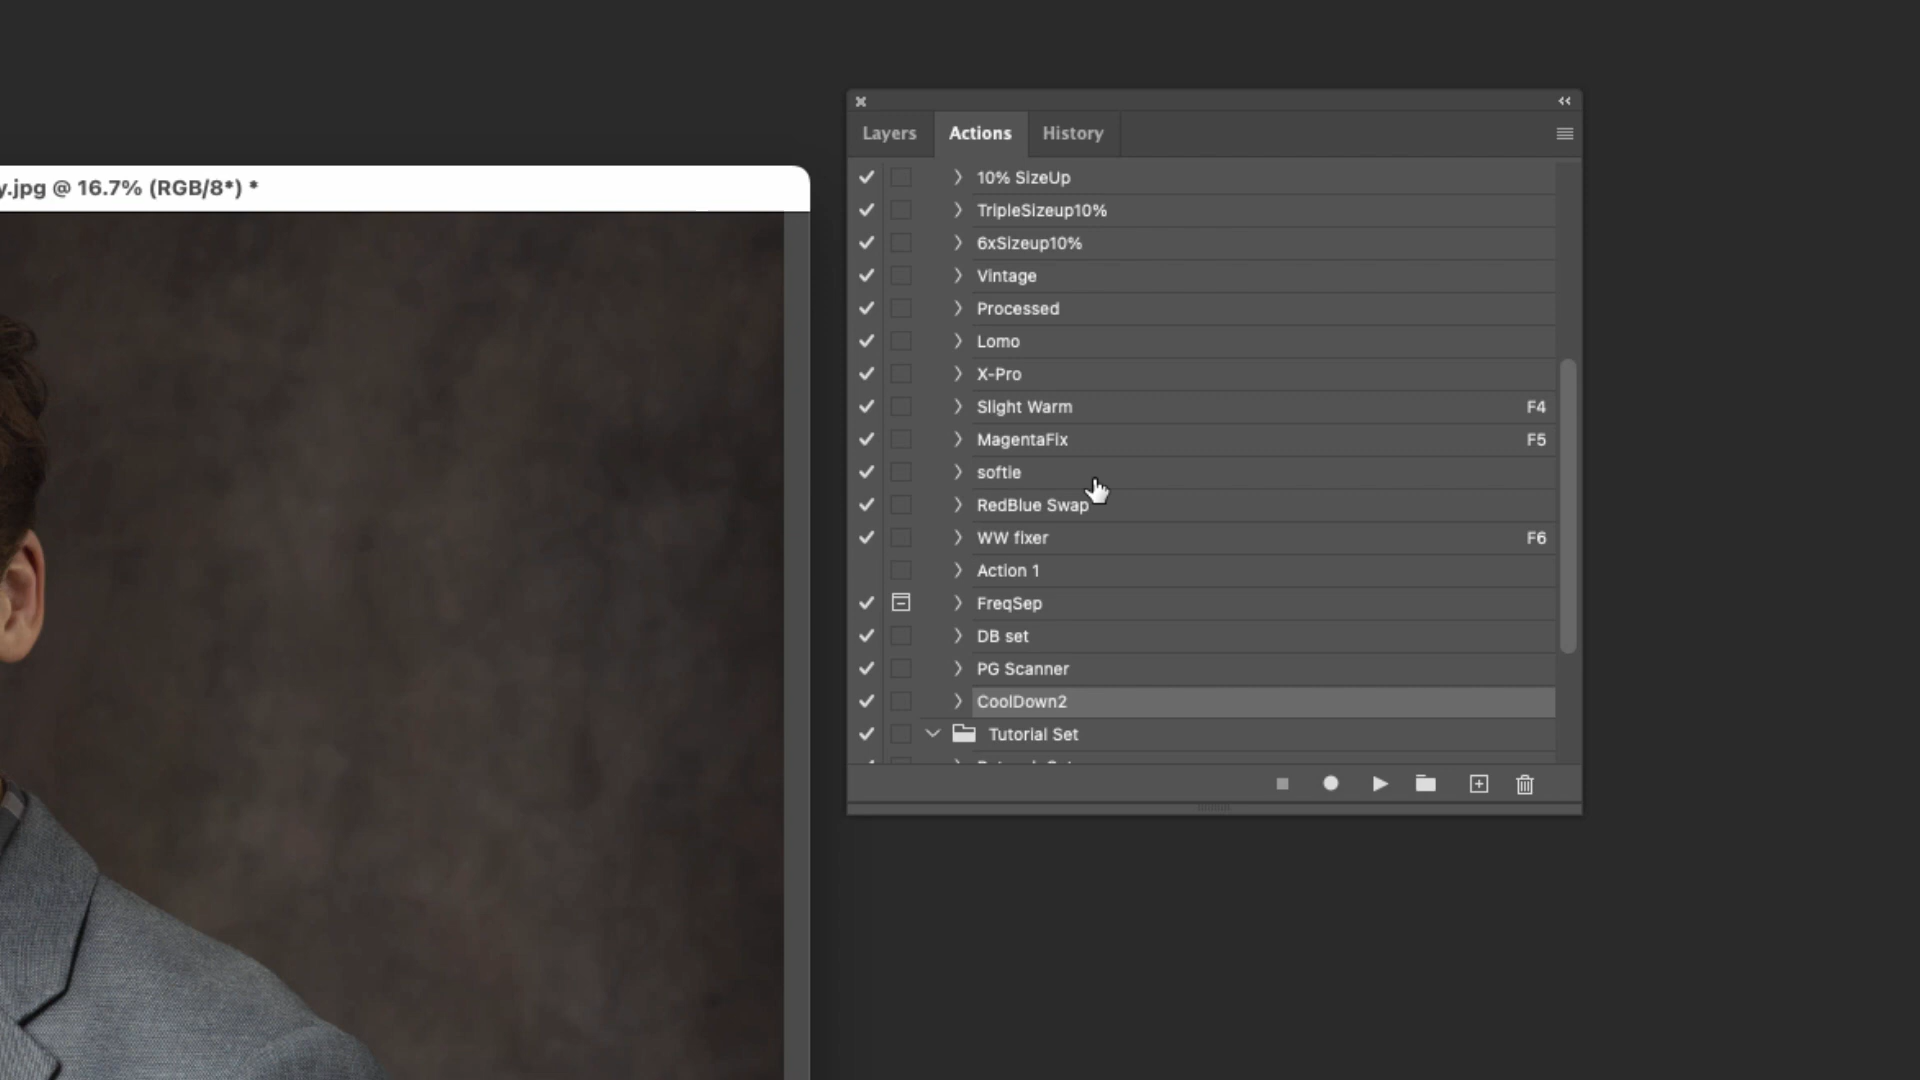 y.jpg @ 16.7% (RGB/8*) *
Layers
Actions
History
10% SizeUp
TripleSizeup10%
6xSizeup10%
Vintage
Processed
Lomo
X-Pro
Slight Warm F4
MagentaFix F5
softie
RedBlue Swap
WW fixer F6
Action 1
FreqSep
DB set
PG Scanner
CoolDown2
Tutorial Set